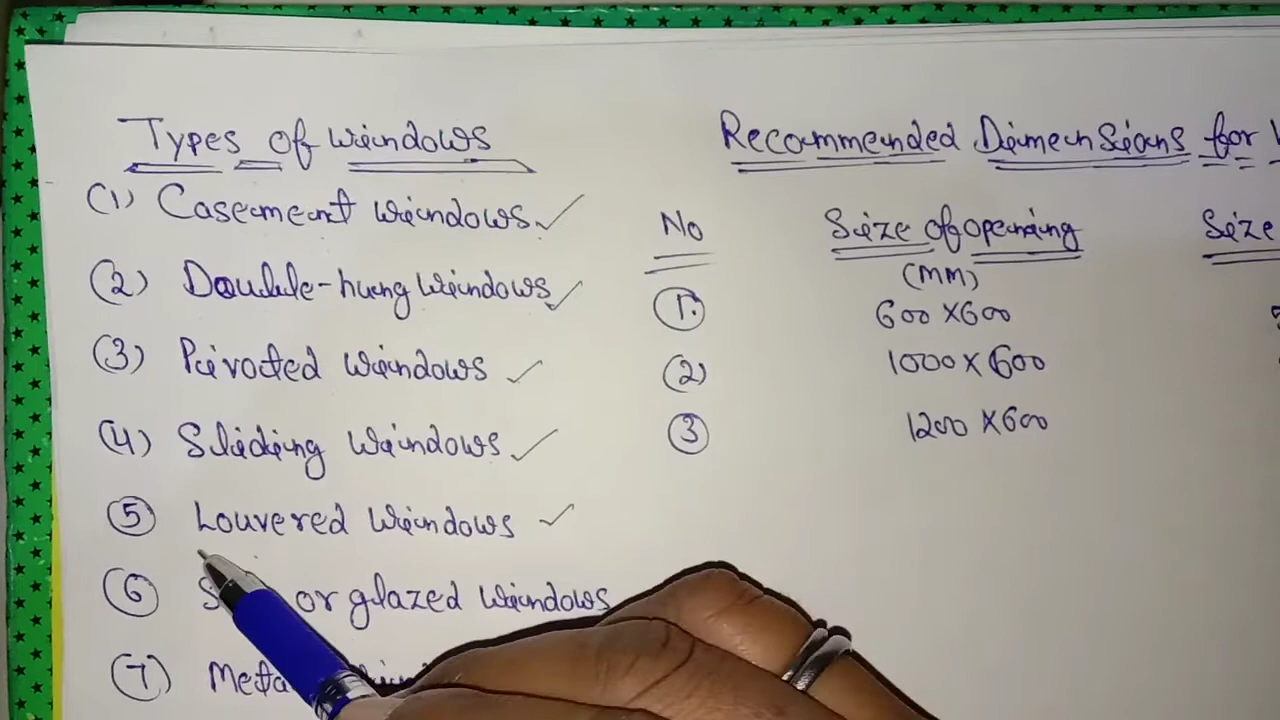 Types of windows
(1) Casement windows ✓
(2) Double-hung windows ✓
(3) Pivoted windows ✓
(4) Sliding windows ✓
(5) Louvered windows ✓
(6) or glazed windows
(7)
Recommended Dimensions for
No Size of opening Size
(MM)
1. 600 x 600
(2) 1000 x 600
3 1200 x 600